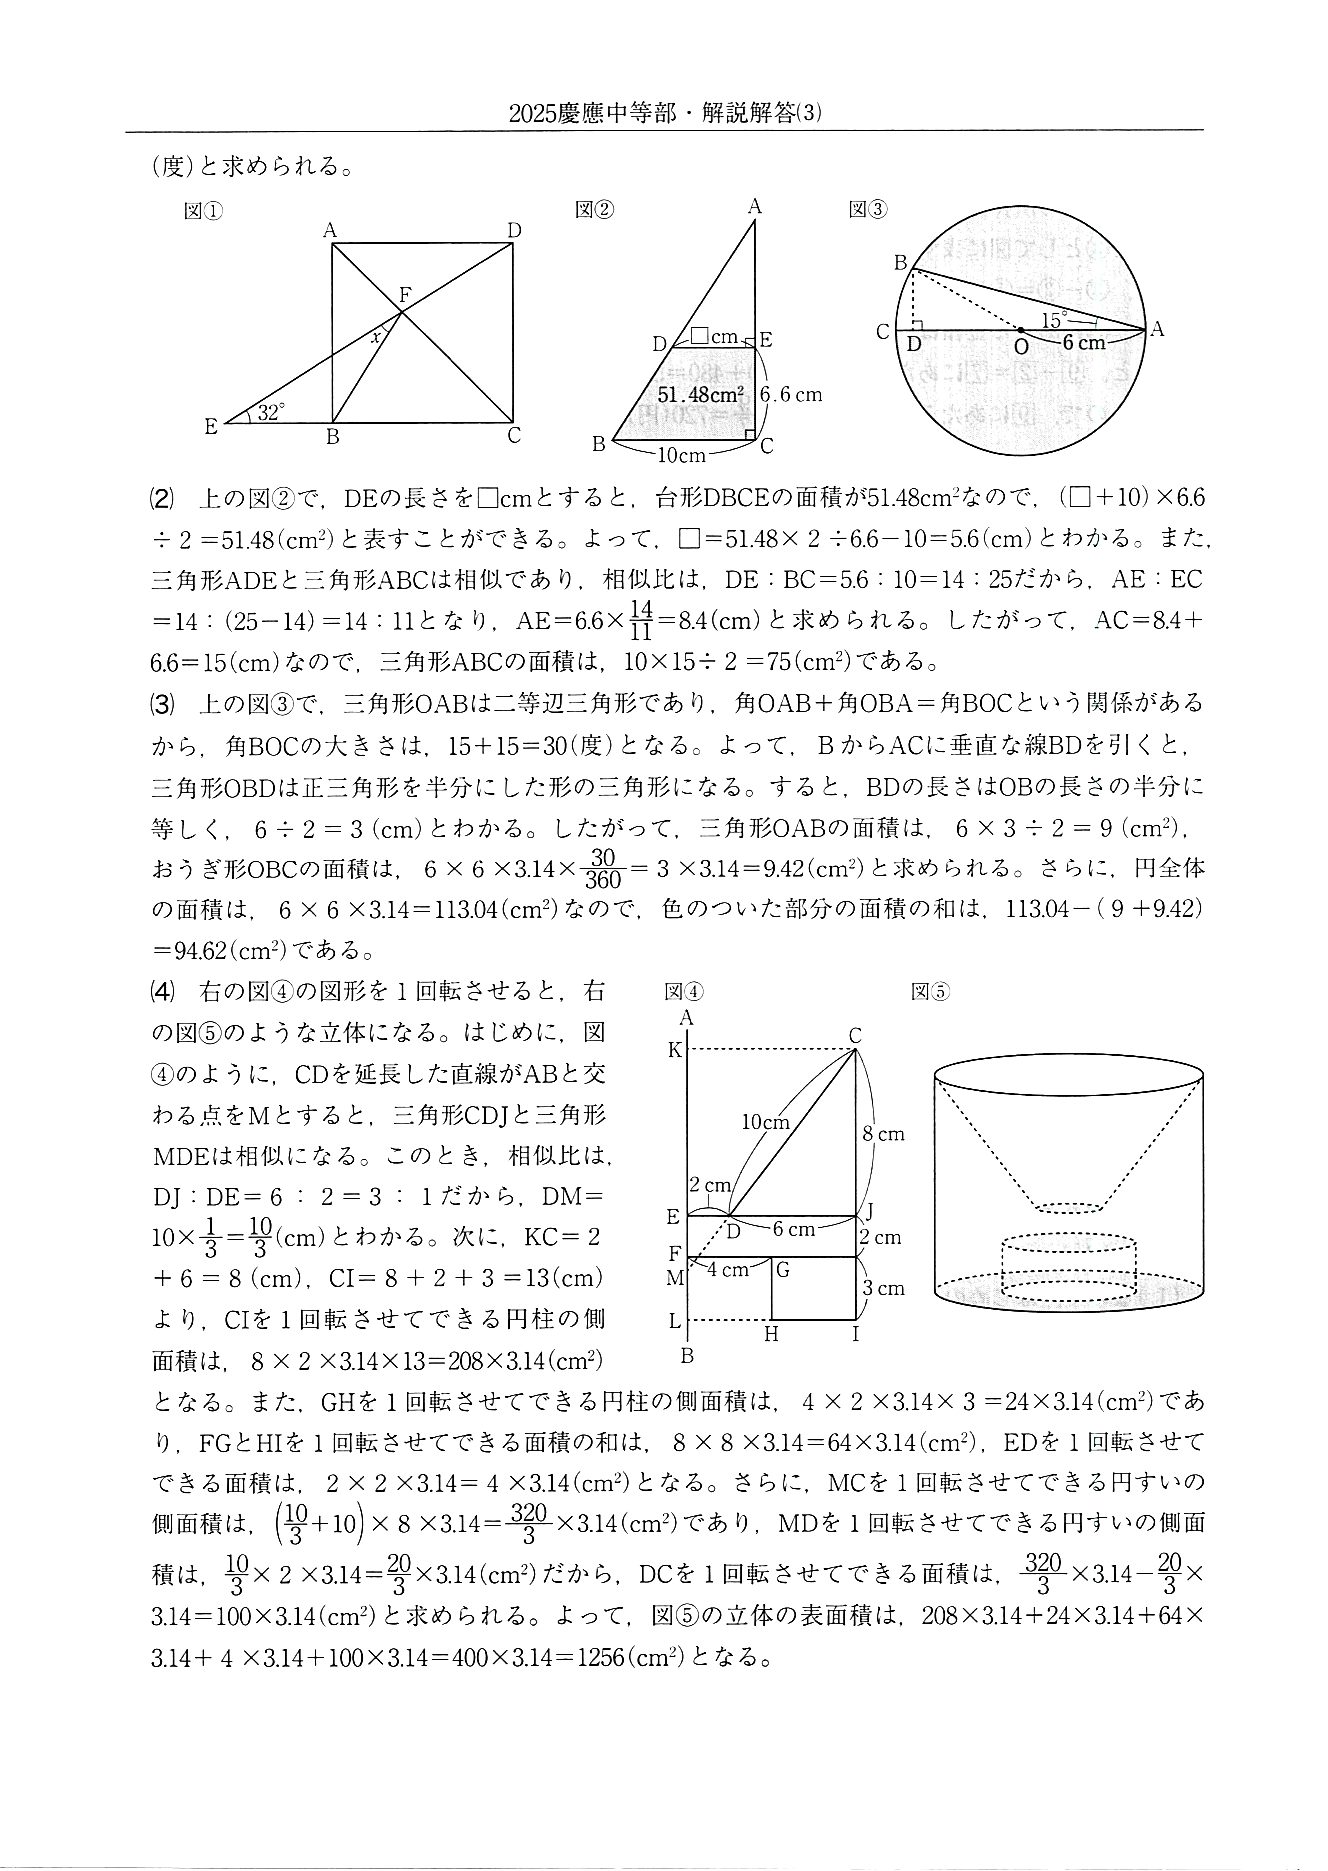 2025慶應中等部・解説解答(3)
(度)と求められる。
図①
A
D
F
x
E
32°
B
C
図②
A
D
□cm
E
51.48cm²
6.6cm
B
10cm
C
図③
B
15°
C
D
O
6cm
A
(2) 上の図②で，DEの長さを□cmとすると，台形DBCEの面積が51.48cm²なので，(□＋10)×6.6
÷2＝51.48(cm²)と表すことができる。よって，□＝51.48×2÷6.6－10＝5.6(cm)とわかる。また，
三角形ADEと三角形ABCは相似であり，相似比は，DE：BC＝5.6：10＝14：25だから，AE：EC
＝14：(25－14)＝14：11となり，AE＝6.6×14/11＝8.4(cm)と求められる。したがって，AC＝8.4＋
6.6＝15(cm)なので，三角形ABCの面積は，10×15÷2＝75(cm²)である。
(3) 上の図③で，三角形OABは二等辺三角形であり，角OAB＋角OBA＝角BOCという関係がある
から，角BOCの大きさは，15＋15＝30(度)となる。よって，BからACに垂直な線BDを引くと，
三角形OBDは正三角形を半分にした形の三角形になる。すると，BDの長さはOBの長さの半分に
等しく，6÷2＝3(cm)とわかる。したがって，三角形OABの面積は，6×3÷2＝9(cm²)，
おうぎ形OBCの面積は，6×6×3.14×30/360＝3×3.14＝9.42(cm²)と求められる。さらに，円全体
の面積は，6×6×3.14＝113.04(cm²)なので，色のついた部分の面積の和は，113.04－(9＋9.42)
＝94.62(cm²)である。
(4) 右の図④の図形を1回転させると，右
の図⑤のような立体になる。はじめに，図
④のように，CDを延長した直線がABと交
わる点をMとすると，三角形CDJと三角形
MDEは相似になる。このとき，相似比は，
DJ：DE＝6：2＝3：1だから，DM＝
10×1/3＝10/3(cm)とわかる。次に，KC＝2
＋6＝8(cm)，CI＝8＋2＋3＝13(cm)
より，CIを1回転させてできる円柱の側
面積は，8×2×3.14×13＝208×3.14(cm²)
図④
A
K
C
10cm
8cm
2cm
E
D
6cm
J
2cm
F
4cm
G
M
3cm
L
H
I
B
図⑤
となる。また，GHを1回転させてできる円柱の側面積は，4×2×3.14×3＝24×3.14(cm²)であ
り，FGとHIを1回転させてできる面積の和は，8×8×3.14＝64×3.14(cm²)，EDを1回転させて
できる面積は，2×2×3.14＝4×3.14(cm²)となる。さらに，MCを1回転させてできる円すいの
側面積は，(10/3＋10)×8×3.14＝320/3×3.14(cm²)であり，MDを1回転させてできる円すいの側面
積は，10/3×2×3.14＝20/3×3.14(cm²)だから，DCを1回転させてできる面積は，320/3×3.14－20/3×
3.14＝100×3.14(cm²)と求められる。よって，図⑤の立体の表面積は，208×3.14＋24×3.14＋64×
3.14＋4×3.14＋100×3.14＝400×3.14＝1256(cm²)となる。